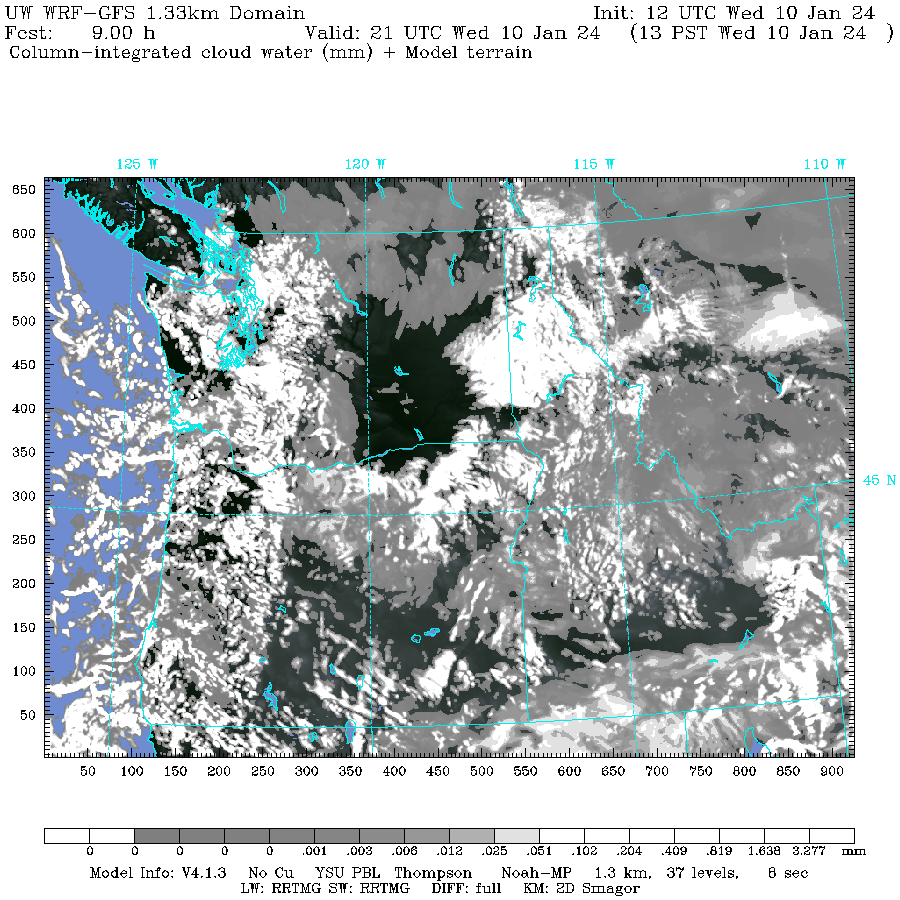 UW WRF-GFS 1.33km Domain Init: 12 UTC Wed 10 Jan 24
Fcst: 9.00 h Valid: 21 UTC Wed 10 Jan 24 (13 PST Wed 10 Jan 24 )
Column-integrated cloud water (mm) + Model terrain
125 W 120 W 115 W 110 W
650
600
550
500
450
400
350
45 N
300
250
200
150
100
50
50 100 150 200 250 300 350 400 450 500 550 600 650 700 750 800 850 900
0 0 0 0 0 .001 .003 .006 .012 .025 .051 .102 .204 .409 .819 1.638 3.277 mm
Model Info: V4.1.3 No Cu YSU PBL Thompson Noah-MP 1.3 km, 37 levels, 8 sec
LW: RRTMG SW: RRTMG DIFF: full KM: 2D Smagor